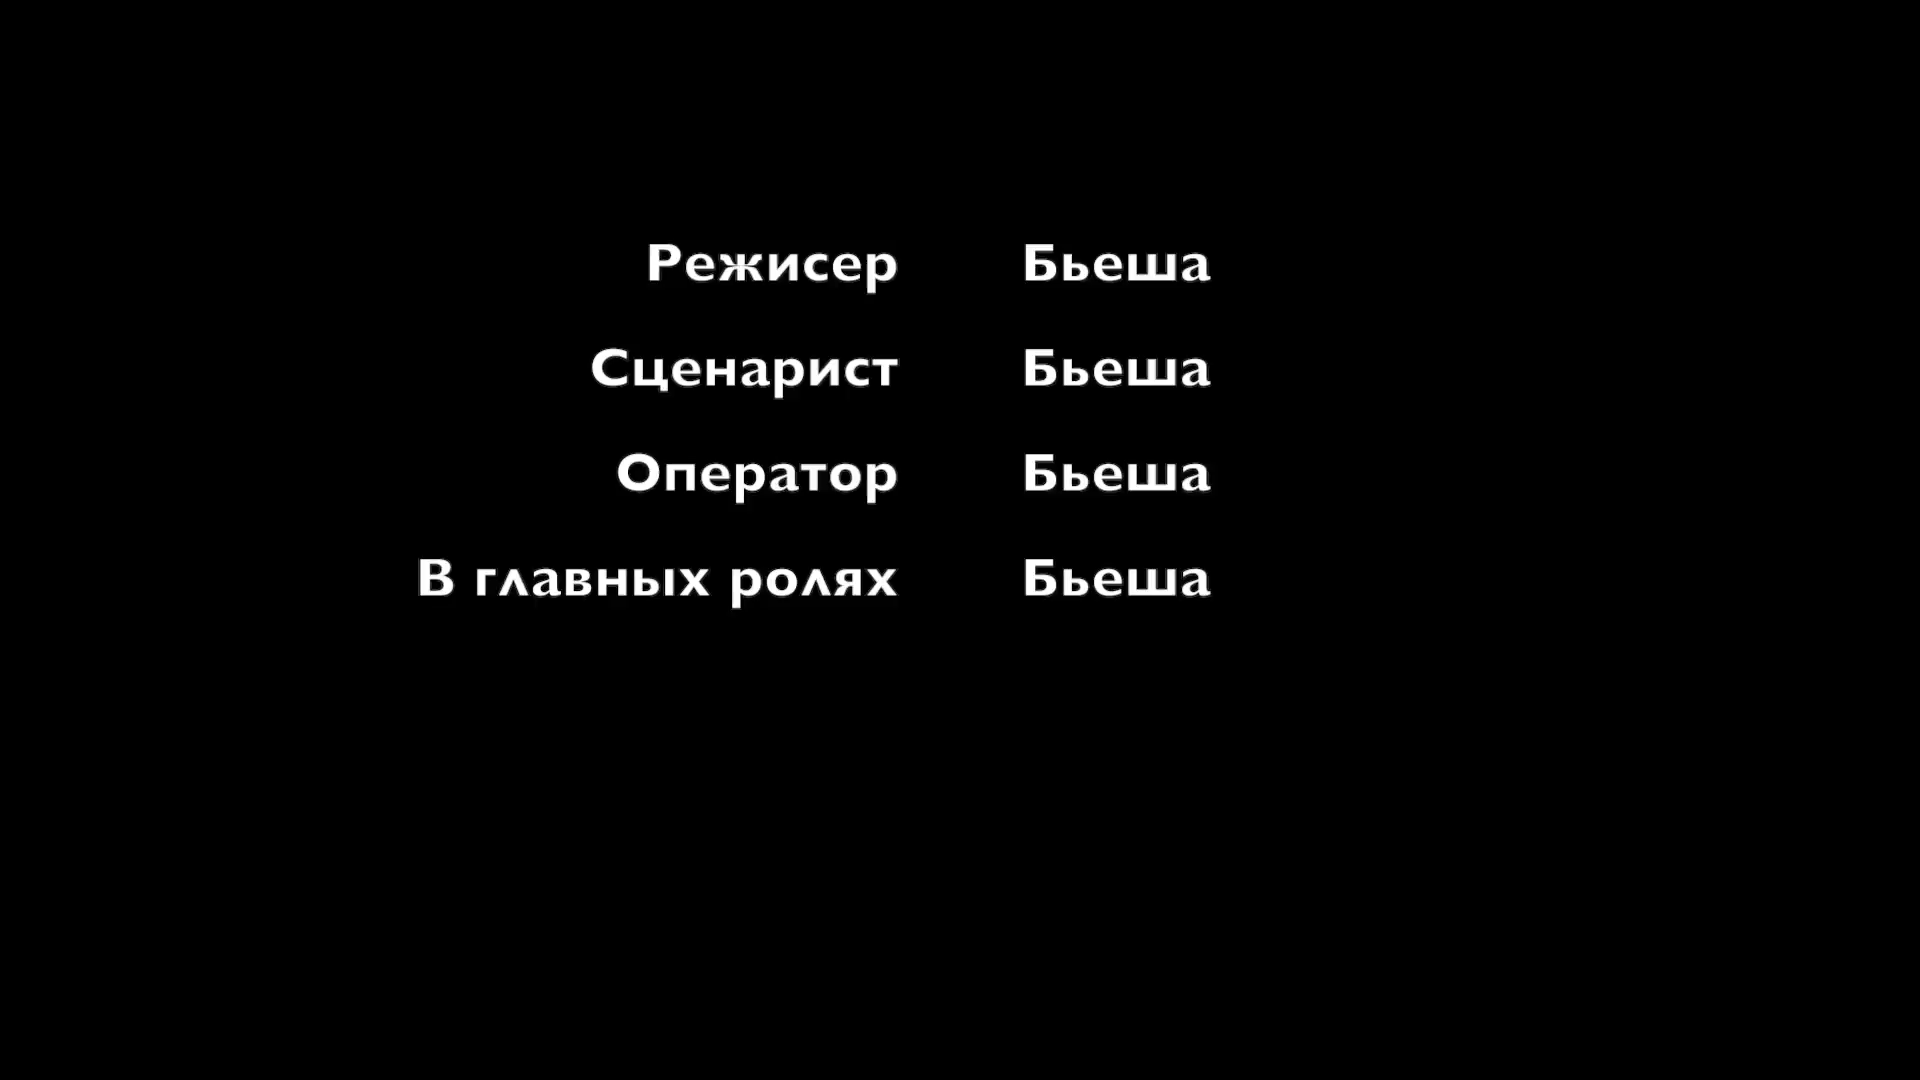 Режисер Бьеша
Сценарист Бьеша
Оператор Бьеша
В главных ролях Бьеша